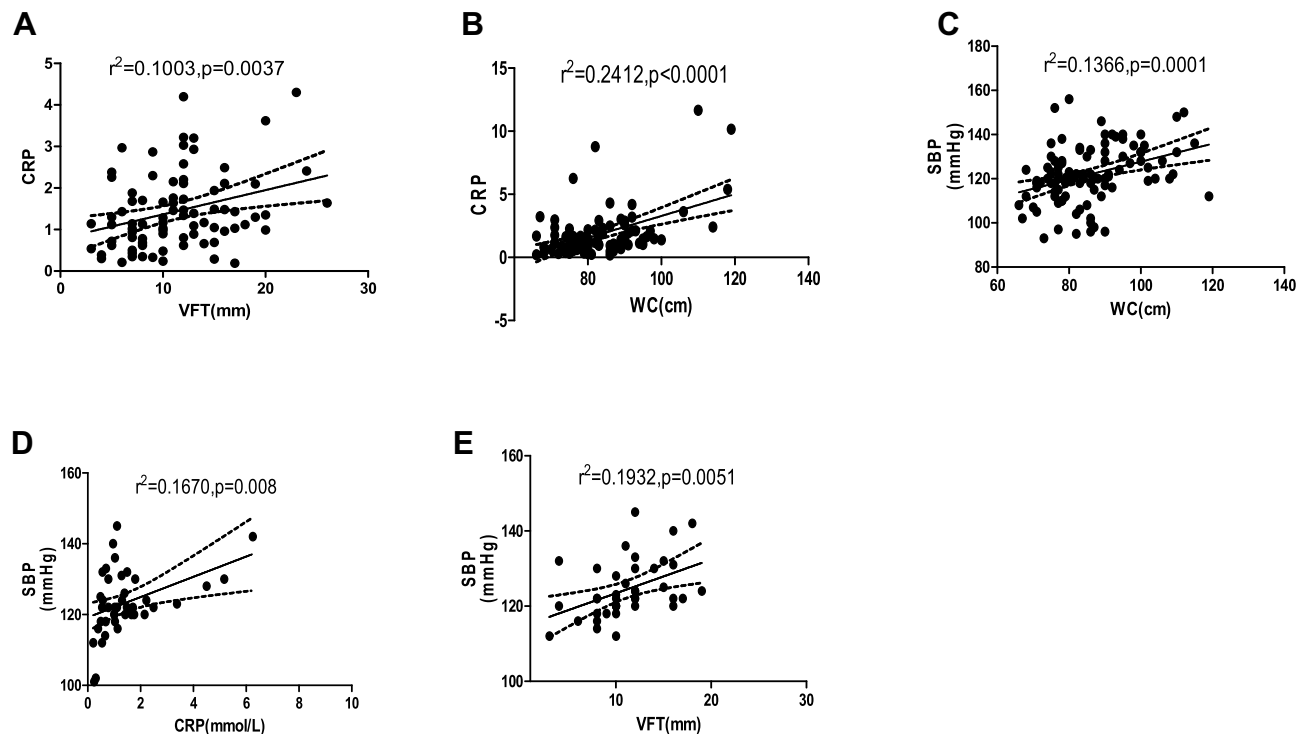 A
r²=0.1003,p=0.0037
CRP
5
4
3
2
1
0
0 10 20 30
VFT(mm)
B
r²=0.2412,p<0.0001
CRP
15
10
5
0
-5
80 100 120 140
WC(cm)
C
r²=0.1366,p=0.0001
SBP
(mmHg)
180
160
140
120
100
80
60 80 100 120 140
WC(cm)
D
r²=0.1670,p=0.008
SBP
(mmHg)
160
140
120
100
0 2 4 6 8 10
CRP(mmol/L)
E
r²=0.1932,p=0.0051
SBP
(mmHg)
160
140
120
100
10 20 30
VFT(mm)